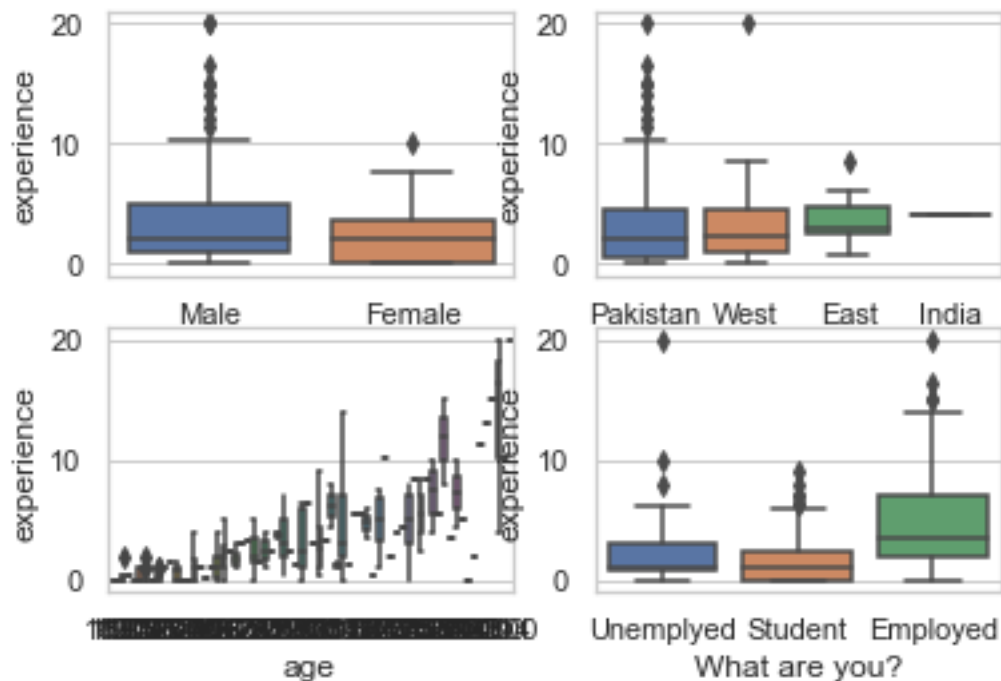 20
10
0
experience
Male Female
20
10
0
experience
Pakistan West East India
20
10
0
experience
age
20
10
0
experience
Unemplyed Student Employed
What are you?